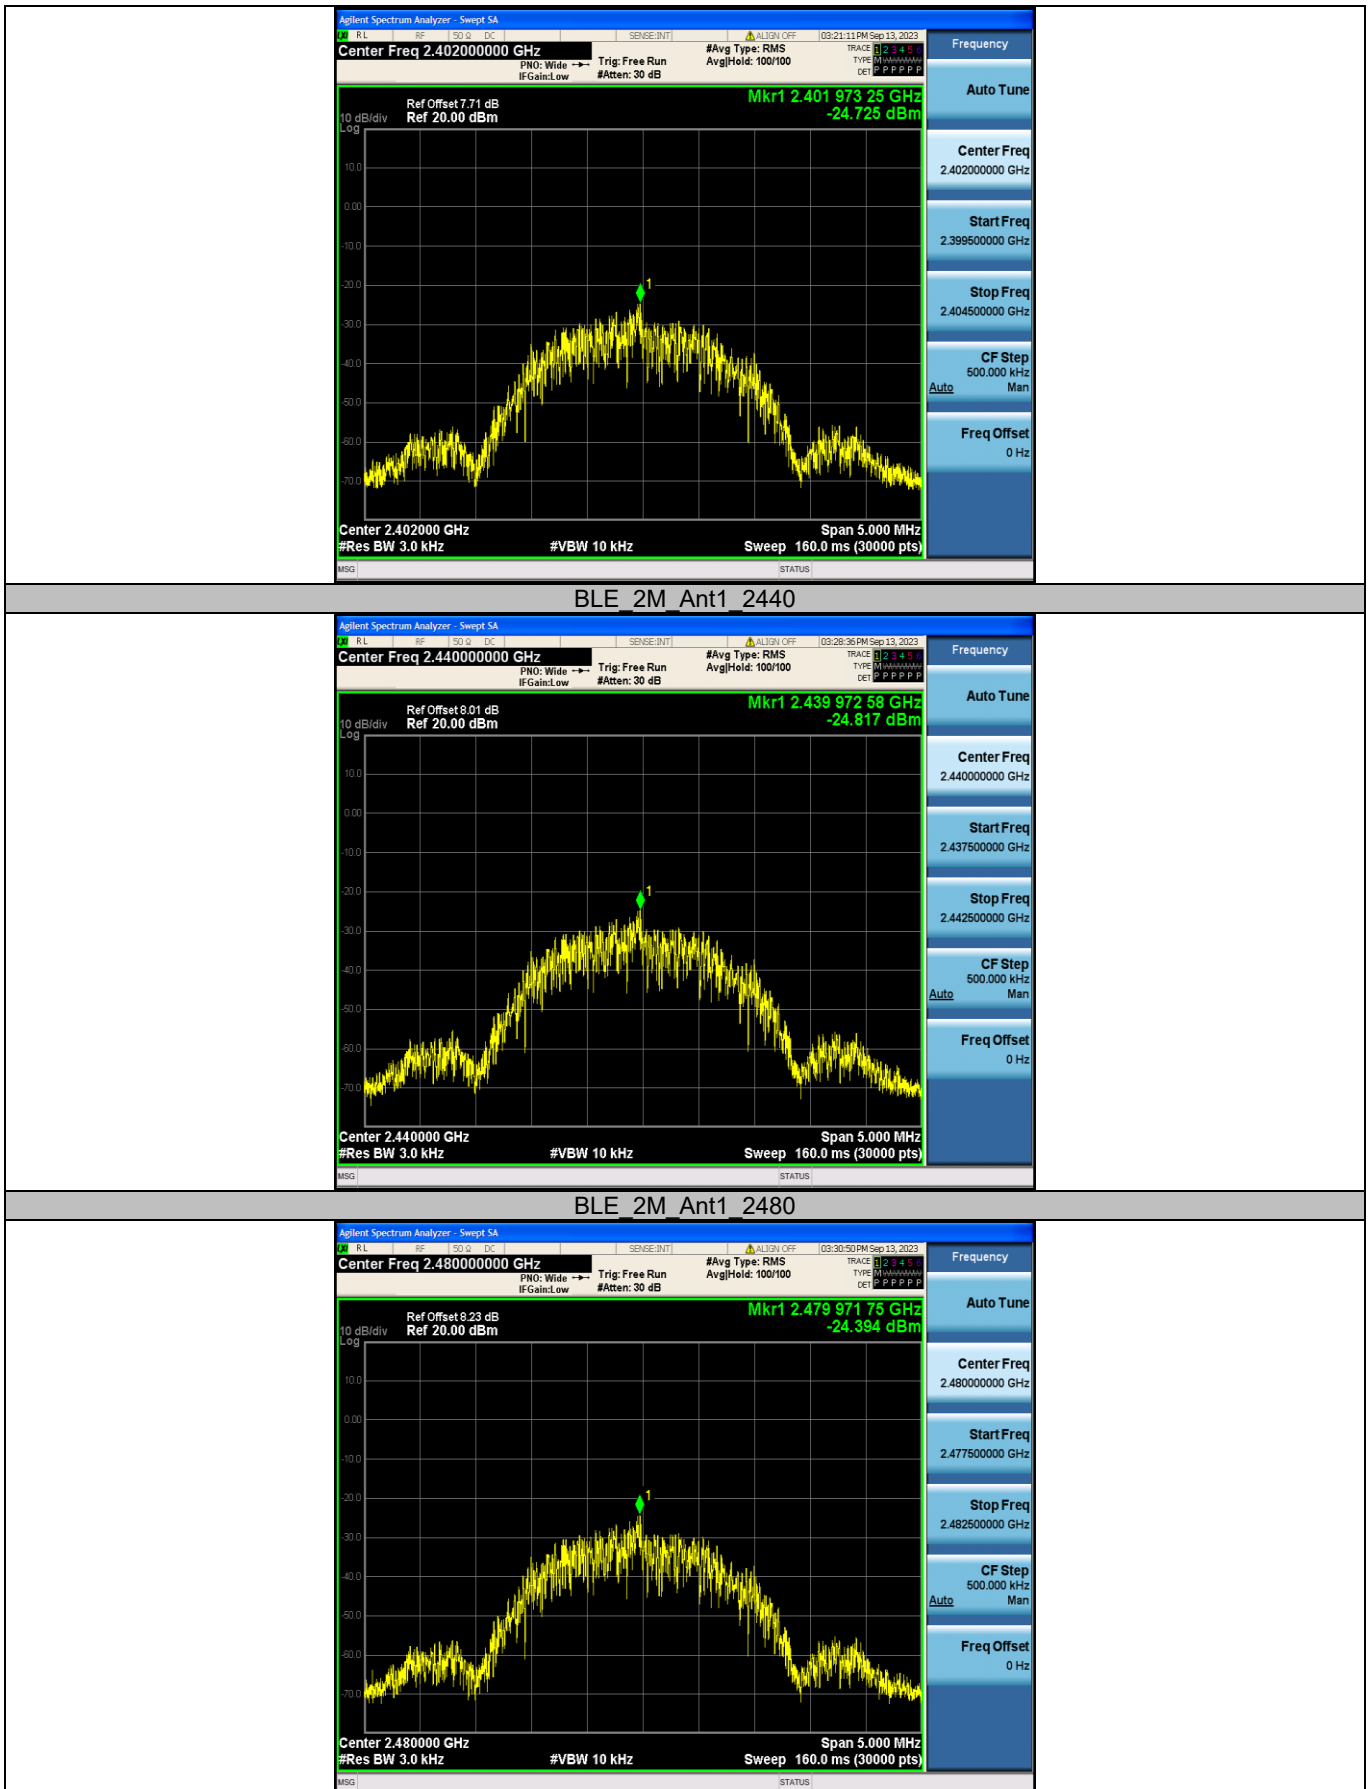 Agilent Spectrum Analyzer - Swept SA
RL RF 50 Ω DC SENSE:INT ALIGN OFF 03:21:11 PM Sep 13, 2023
Center Freq 2.402000000 GHz #Avg Type: RMS TRACE 1 2 3 4 5 6
PNO: Wide Trig: Free Run Avg|Hold: 100/100 TYPE M
IFGain:Low #Atten: 30 dB DET P P P P P P
Frequency
Mkr1 2.401 973 25 GHz
-24.725 dBm
Ref Offset 7.71 dB
10 dB/div Ref 20.00 dBm
Log
10.0
0.00
-10.0
-20.0
-30.0
-40.0
-50.0
-60.0
-70.0
1
Center 2.402000 GHz Span 5.000 MHz
#Res BW 3.0 kHz #VBW 10 kHz Sweep 160.0 ms (30000 pts)
MSG STATUS
Auto Tune
Center Freq
2.402000000 GHz
Start Freq
2.399500000 GHz
Stop Freq
2.404500000 GHz
CF Step
500.000 kHz
Auto Man
Freq Offset
0 Hz
BLE_2M_Ant1_2440
Agilent Spectrum Analyzer - Swept SA
RL RF 50 Ω DC SENSE:INT ALIGN OFF 03:28:36 PM Sep 13, 2023
Center Freq 2.440000000 GHz #Avg Type: RMS TRACE 1 2 3 4 5 6
PNO: Wide Trig: Free Run Avg|Hold: 100/100 TYPE M
IFGain:Low #Atten: 30 dB DET P P P P P P
Frequency
Mkr1 2.439 972 58 GHz
-24.817 dBm
Ref Offset 8.01 dB
10 dB/div Ref 20.00 dBm
Log
10.0
0.00
-10.0
-20.0
-30.0
-40.0
-50.0
-60.0
-70.0
1
Center 2.440000 GHz Span 5.000 MHz
#Res BW 3.0 kHz #VBW 10 kHz Sweep 160.0 ms (30000 pts)
MSG STATUS
Auto Tune
Center Freq
2.440000000 GHz
Start Freq
2.437500000 GHz
Stop Freq
2.442500000 GHz
CF Step
500.000 kHz
Auto Man
Freq Offset
0 Hz
BLE_2M_Ant1_2480
Agilent Spectrum Analyzer - Swept SA
RL RF 50 Ω DC SENSE:INT ALIGN OFF 03:30:50 PM Sep 13, 2023
Center Freq 2.480000000 GHz #Avg Type: RMS TRACE 1 2 3 4 5 6
PNO: Wide Trig: Free Run Avg|Hold: 100/100 TYPE M
IFGain:Low #Atten: 30 dB DET P P P P P P
Frequency
Mkr1 2.479 971 75 GHz
-24.394 dBm
Ref Offset 8.23 dB
10 dB/div Ref 20.00 dBm
Log
10.0
0.00
-10.0
-20.0
-30.0
-40.0
-50.0
-60.0
-70.0
1
Center 2.480000 GHz Span 5.000 MHz
#Res BW 3.0 kHz #VBW 10 kHz Sweep 160.0 ms (30000 pts)
MSG STATUS
Auto Tune
Center Freq
2.480000000 GHz
Start Freq
2.477500000 GHz
Stop Freq
2.482500000 GHz
CF Step
500.000 kHz
Auto Man
Freq Offset
0 Hz